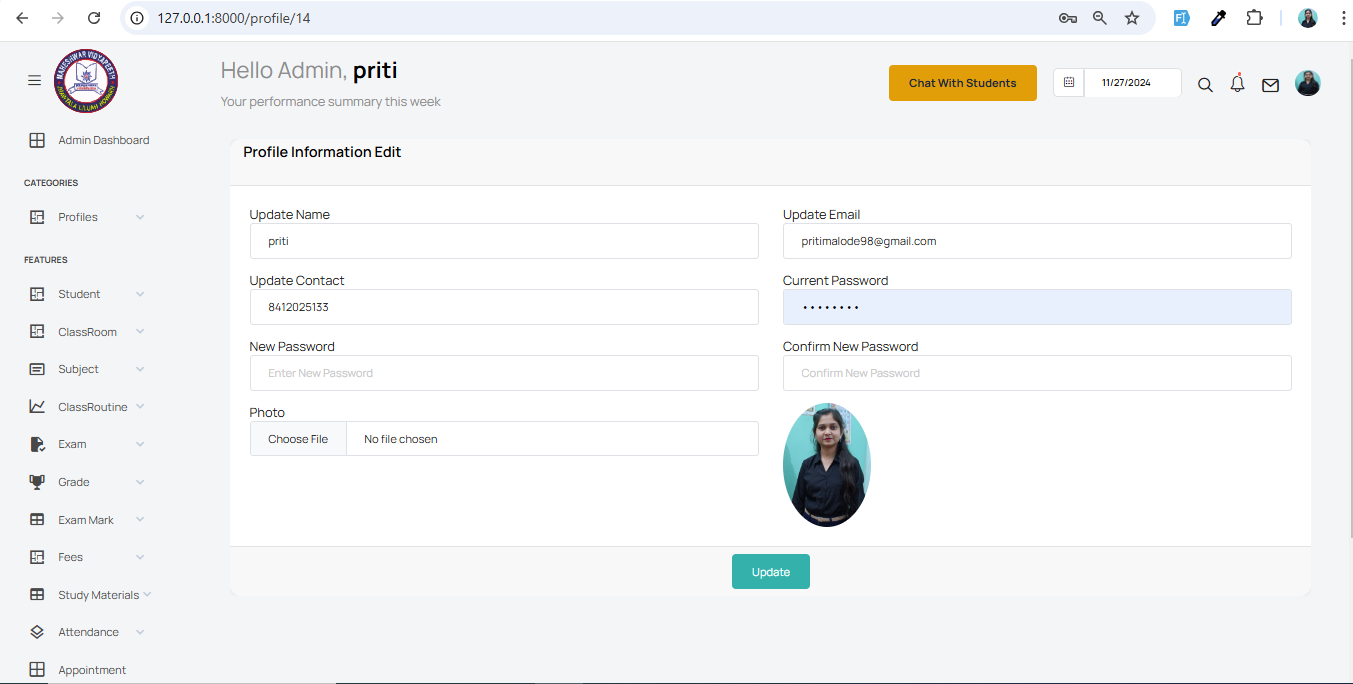 127.0.0.1:8000/profile/14
Hello Admin, priti
Your performance summary this week
Chat With Students
11/27/2024
Admin Dashboard
CATEGORIES
Profiles
FEATURES
Student
ClassRoom
Subject
ClassRoutine
Exam
Grade
Exam Mark
Fees
Study Materials
Attendance
Appointment
Profile Information Edit
Update Name
priti
Update Email
pritimalode98@gmail.com
Update Contact
8412025133
Current Password
••••••••
New Password
Enter New Password
Confirm New Password
Confirm New Password
Photo
Choose File No file chosen
Update